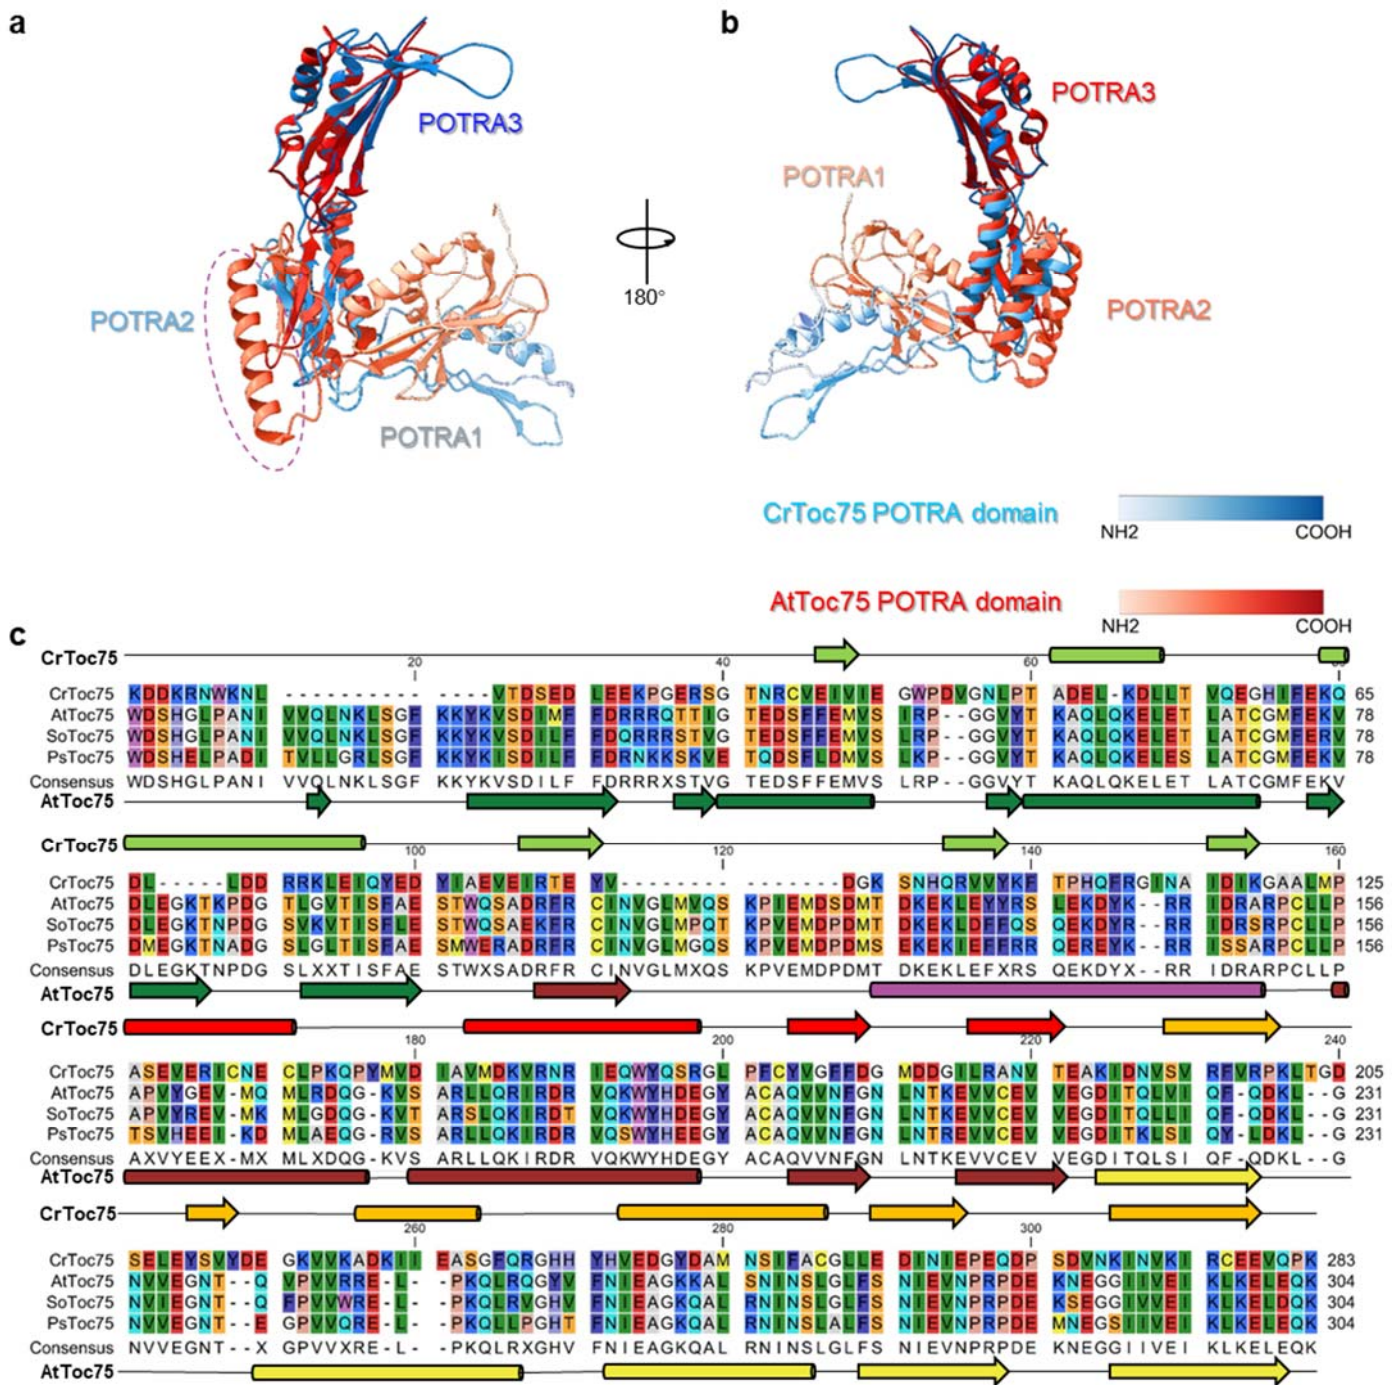 a
b
POTRA3
POTRA3
POTRA1
POTRA2
180°
POTRA2
POTRA1
CrToc75 POTRA domain
NH2 COOH
AtToc75 POTRA domain
NH2 COOH
c
CrToc75
20 40 60
CrToc75 KDDKRNWKNL ---------- ----VTDSED LEEKPGERSG TNRCVEIVIE GWPDVGNLPT ADEL-KDLLT VQEGHIFEKQ 65
AtToc75 WDSHGLPANI VVQLNKLSGF KKYKVSDIMF FDRRRQTTIG TEDSFFEMVS IRP--GGVYT KAQLQKELET LATCGMFEKV 78
SoToc75 WDSHGLPANI VVQLNKLSGF KKYKVSDILF FDQRRRSTVG TEDSFFEMVS LRP--GGVYT KAQLQKELET LATCGMFERV 78
PsToc75 WDSHELPADI TVLLGRLSGF KKYKVSDILF FDRNKKSKVE TQDSFLDMVS LRP--GGVYT KAQLQKELES LATCGMFEKV 78
Consensus WDSHGLPANI VVQLNKLSGF KKYKVSDILF FDRRRXSTVG TEDSFFEMVS LRP--GGVYT KAQLQKELET LATCGMFEKV
AtToc75
CrToc75
100 120 140 160
CrToc75 DL-----LDD RRKLEIQYED YIAEVEIRTE YV-------- -------DGK SNHQRVVYKF TPHQFRGINA IDIKGAALMP 125
AtToc75 DLEGKTKPDG TLGVTISFAE STWQSADRFR CINVGLMVQS KPIEMDSDMT DKEKLEYYRS LEKDYK--RR IDRARPCLLP 156
SoToc75 DLEGKTNPDG SVKVTISFLE STWQSADRFR CINVGLMPQT KPIEMDPDMT DKEKLDFFQS QEKDYK--RR IDRARPCLLP 156
PsToc75 DMEGKTNADG SLGLTISFAE SMWERADRFR CINVGLMGQS KPVEMDPDMS EKEKIEFFRR QEREYK--RR ISSARPCLLP 156
Consensus DLEGKTNPDG SLXXTISFAE STWXSADRFR CINVGLMXQS KPVEMDPDMT DKEKLEFXRS QEKDYX--RR IDRARPCLLP
AtToc75
CrToc75
180 200 220 240
CrToc75 ASEVERICNE CLPKQPYMVD IAVMDKVRNR IEQWYQSRGL PFCYVGFFDG MDDGILRANV TEAKIDNVSV RFVRPKLTGD 205
AtToc75 APVYGEV-MQ MLRDQG-KVS ARLLQRIRDR VQKWYHDEGY ACAQVVNFGN LNTKEVVCEV VEGDITQLVI QF-QDKL--G 231
SoToc75 APVYREV-MK MLGDQG-KVT ARSLQRIRDT VQKWYHDEGY ACAQVVNFGN LNTKEVVCEV VEGDITQLLI QF-QDKL--G 231
PsToc75 TSVHEEI-KD MLAEQG-RVS ARLLQKIRDR VQSWYHEEGY ACAQVVNFGN LNTREVVCEV VEGDITKLSI QY-LDKL--G 231
Consensus AXVYEEX-MX MLXDQG-KVS ARLLQKIRDR VQKWYHDEGY ACAQVVNFGN LNTKEVVCEV VEGDITQLSI QF-QDKL--G
AtToc75
CrToc75
260 280 300
CrToc75 SELEYSVYDE GKVVKADKII EASGFQRGHH YHVEDGYDAM NSIFACGLLE DINIEPEQDP SDVNKINVKI RCEEVQPK 283
AtToc75 NVVEGNT--Q VPVVRRE-L- -PKQLRQGYV FNIEAGKKAL SNINSLGLFS NIEVNPRPDE KNEGGIIVEI KLKELEQK 304
SoToc75 NVIEGNT--Q FPVVWRE-L- -PKQLRVGHV FNIEAGKQAL RNINSLGLFS NIEVNPRPDE KSEGGIIVEI KLKELDQK 304
PsToc75 NVVEGNT--E GPVVQRE-L- -PKQLLPGHT FNIEAGKQAL RNINSLALFS NIEVNPRPDE MNEGSIIVEI KLKELEQK 304
Consensus NVVEGNT--X GPVVXRE-L- -PKQLRXGHV FNIEAGKQAL RNINSLGLFS NIEVNPRPDE KNEGGIIVEI KLKELEQK
AtToc75